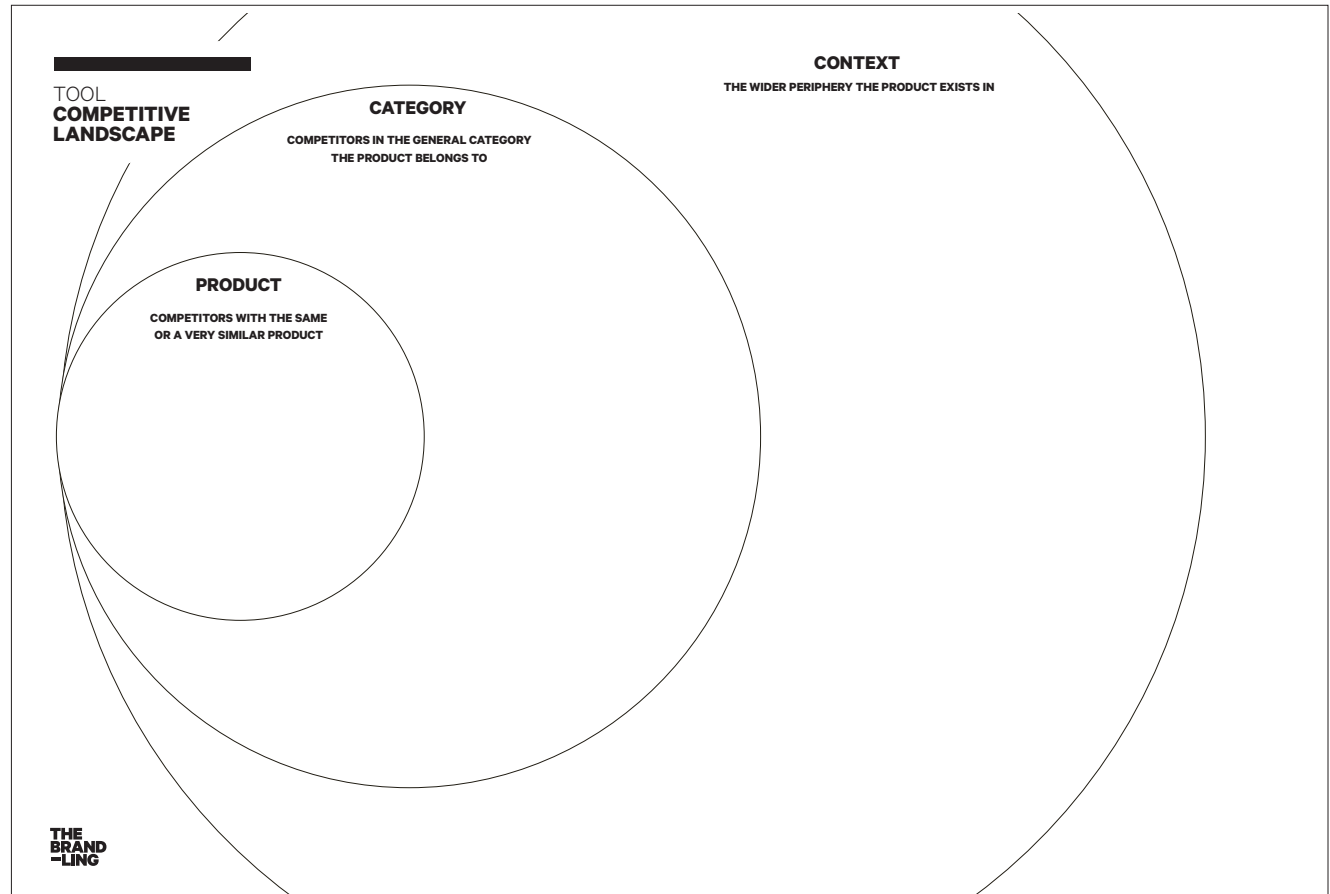 TOOL
COMPETITIVE
LANDSCAPE
CONTEXT
THE WIDER PERIPHERY THE PRODUCT EXISTS IN
CATEGORY
COMPETITORS IN THE GENERAL CATEGORY
THE PRODUCT BELONGS TO
PRODUCT
COMPETITORS WITH THE SAME
OR A VERY SIMILAR PRODUCT
THE
BRAND
-LING